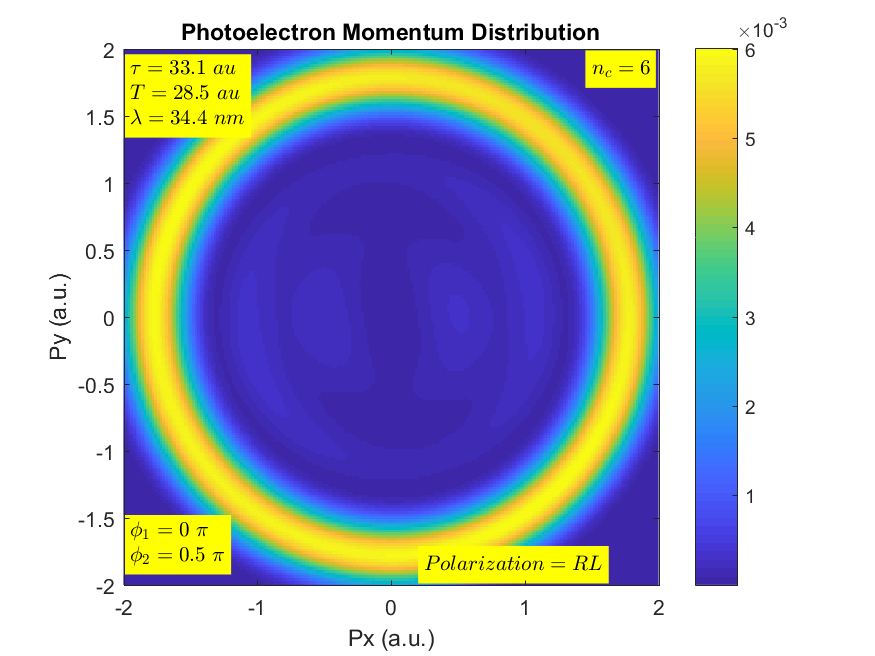 Photoelectron Momentum Distribution
×10⁻³
τ = 33.1 au
T = 28.5 au
λ = 34.4 nm
n_c = 6
ϕ₁ = 0 π
ϕ₂ = 0.5 π
Polarization = RL
2
1.5
1
0.5
0
-0.5
-1
-1.5
-2
Py (a.u.)
-2
-1
0
1
2
Px (a.u.)
6
5
4
3
2
1